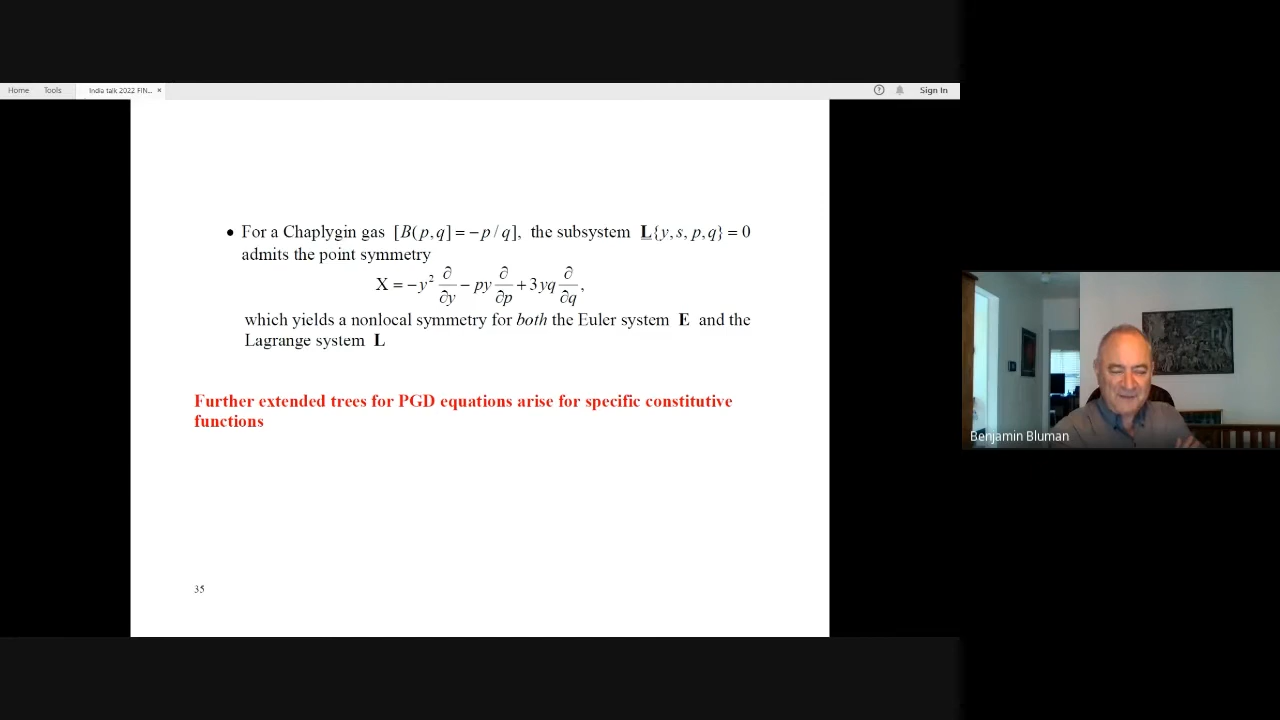 Home Tools India talk 2022 FIN... × ? Sign In
• For a Chaplygin gas [B(p,q] = −p/q], the subsystem L{y,s,p,q} = 0
admits the point symmetry
X = −y² ∂/∂y − py ∂/∂p + 3yq ∂/∂q,
which yields a nonlocal symmetry for both the Euler system E and the
Lagrange system L
Further extended trees for PGD equations arise for specific constitutive
functions
35
Benjamin Bluman